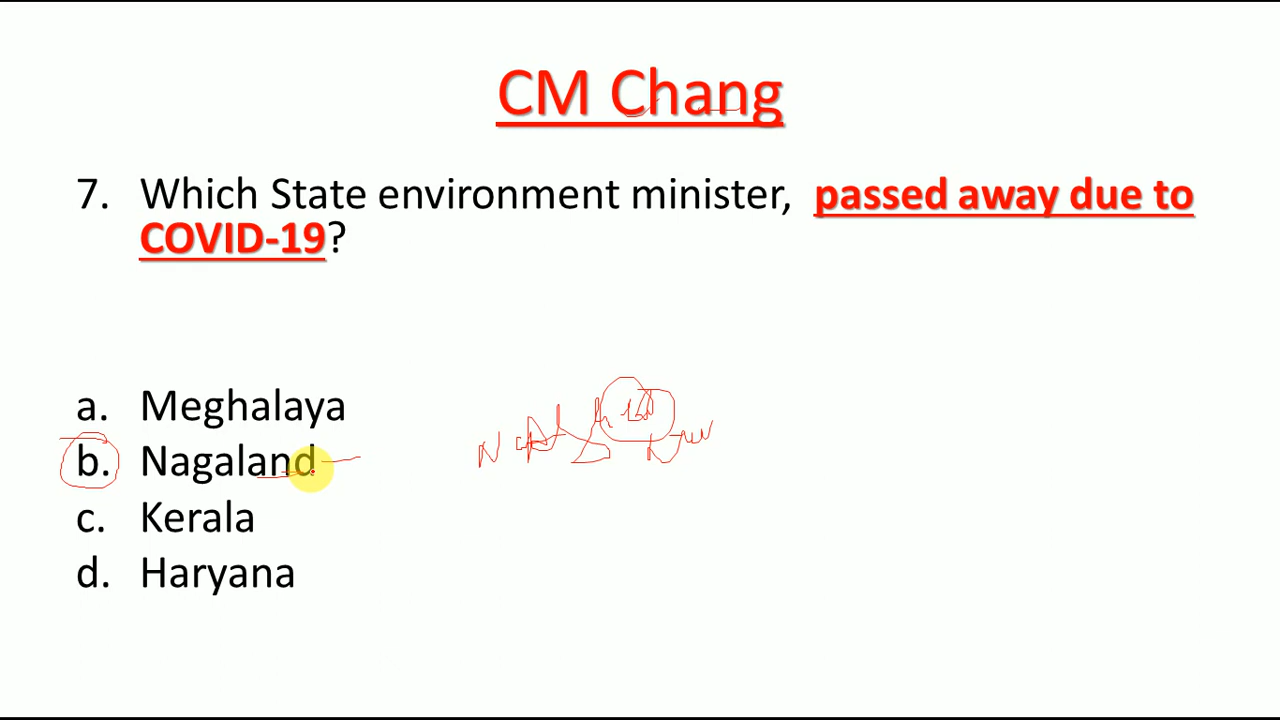 CM Chang
7. Which State environment minister, passed away due to
COVID-19?
a. Meghalaya
b. Nagaland
c. Kerala
d. Haryana